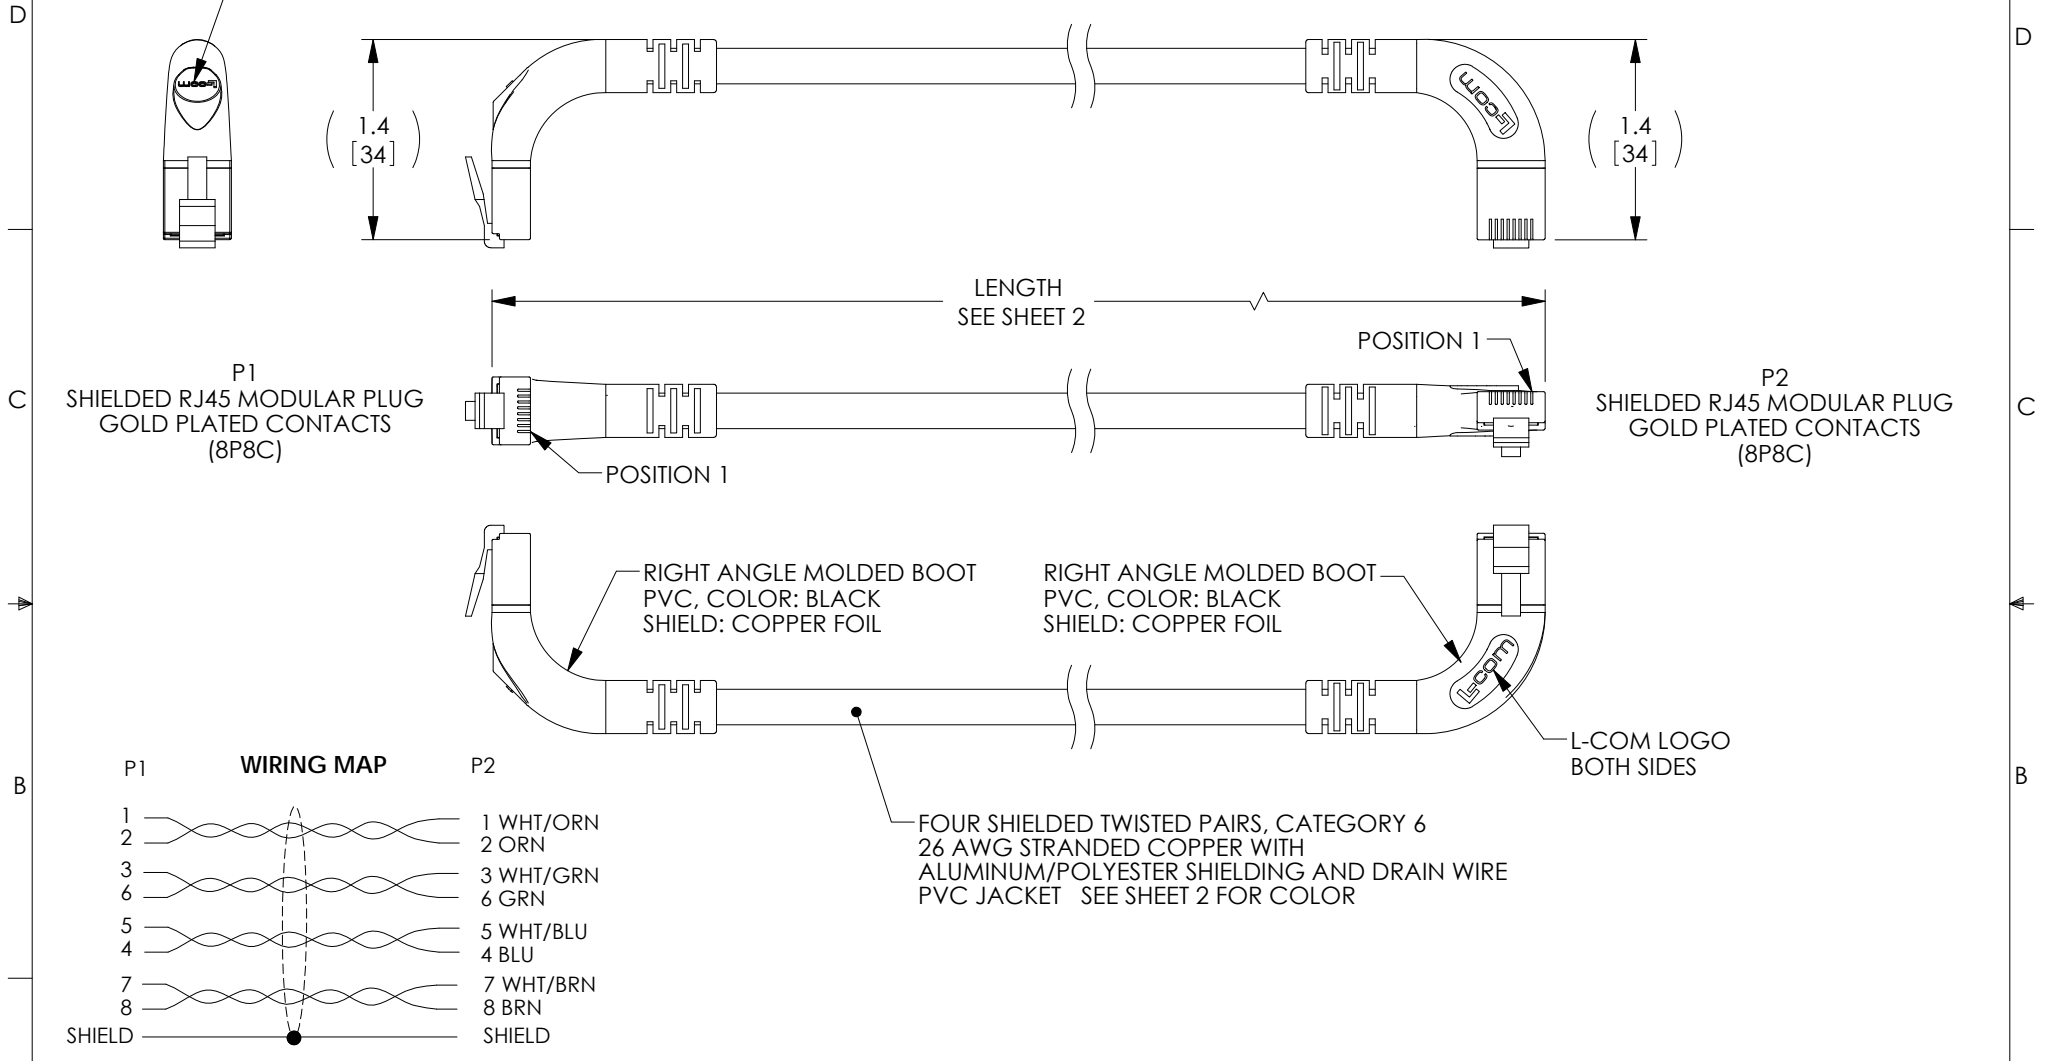 D
D
L-com
1.4
[34]
L-com
1.4
[34]
LENGTH
SEE SHEET 2
POSITION 1
P1
SHIELDED RJ45 MODULAR PLUG
GOLD PLATED CONTACTS
(8P8C)
C
P2
SHIELDED RJ45 MODULAR PLUG
GOLD PLATED CONTACTS
(8P8C)
C
POSITION 1
RIGHT ANGLE MOLDED BOOT
PVC, COLOR: BLACK
SHIELD: COPPER FOIL
RIGHT ANGLE MOLDED BOOT
PVC, COLOR: BLACK
SHIELD: COPPER FOIL
L-com
L-COM LOGO
BOTH SIDES
B
B
P1 WIRING MAP P2
1 1 WHT/ORN
2 2 ORN
3 3 WHT/GRN
6 6 GRN
5 5 WHT/BLU
4 4 BLU
7 7 WHT/BRN
8 8 BRN
SHIELD SHIELD
FOUR SHIELDED TWISTED PAIRS, CATEGORY 6
26 AWG STRANDED COPPER WITH
ALUMINUM/POLYESTER SHIELDING AND DRAIN WIRE
PVC JACKET SEE SHEET 2 FOR COLOR